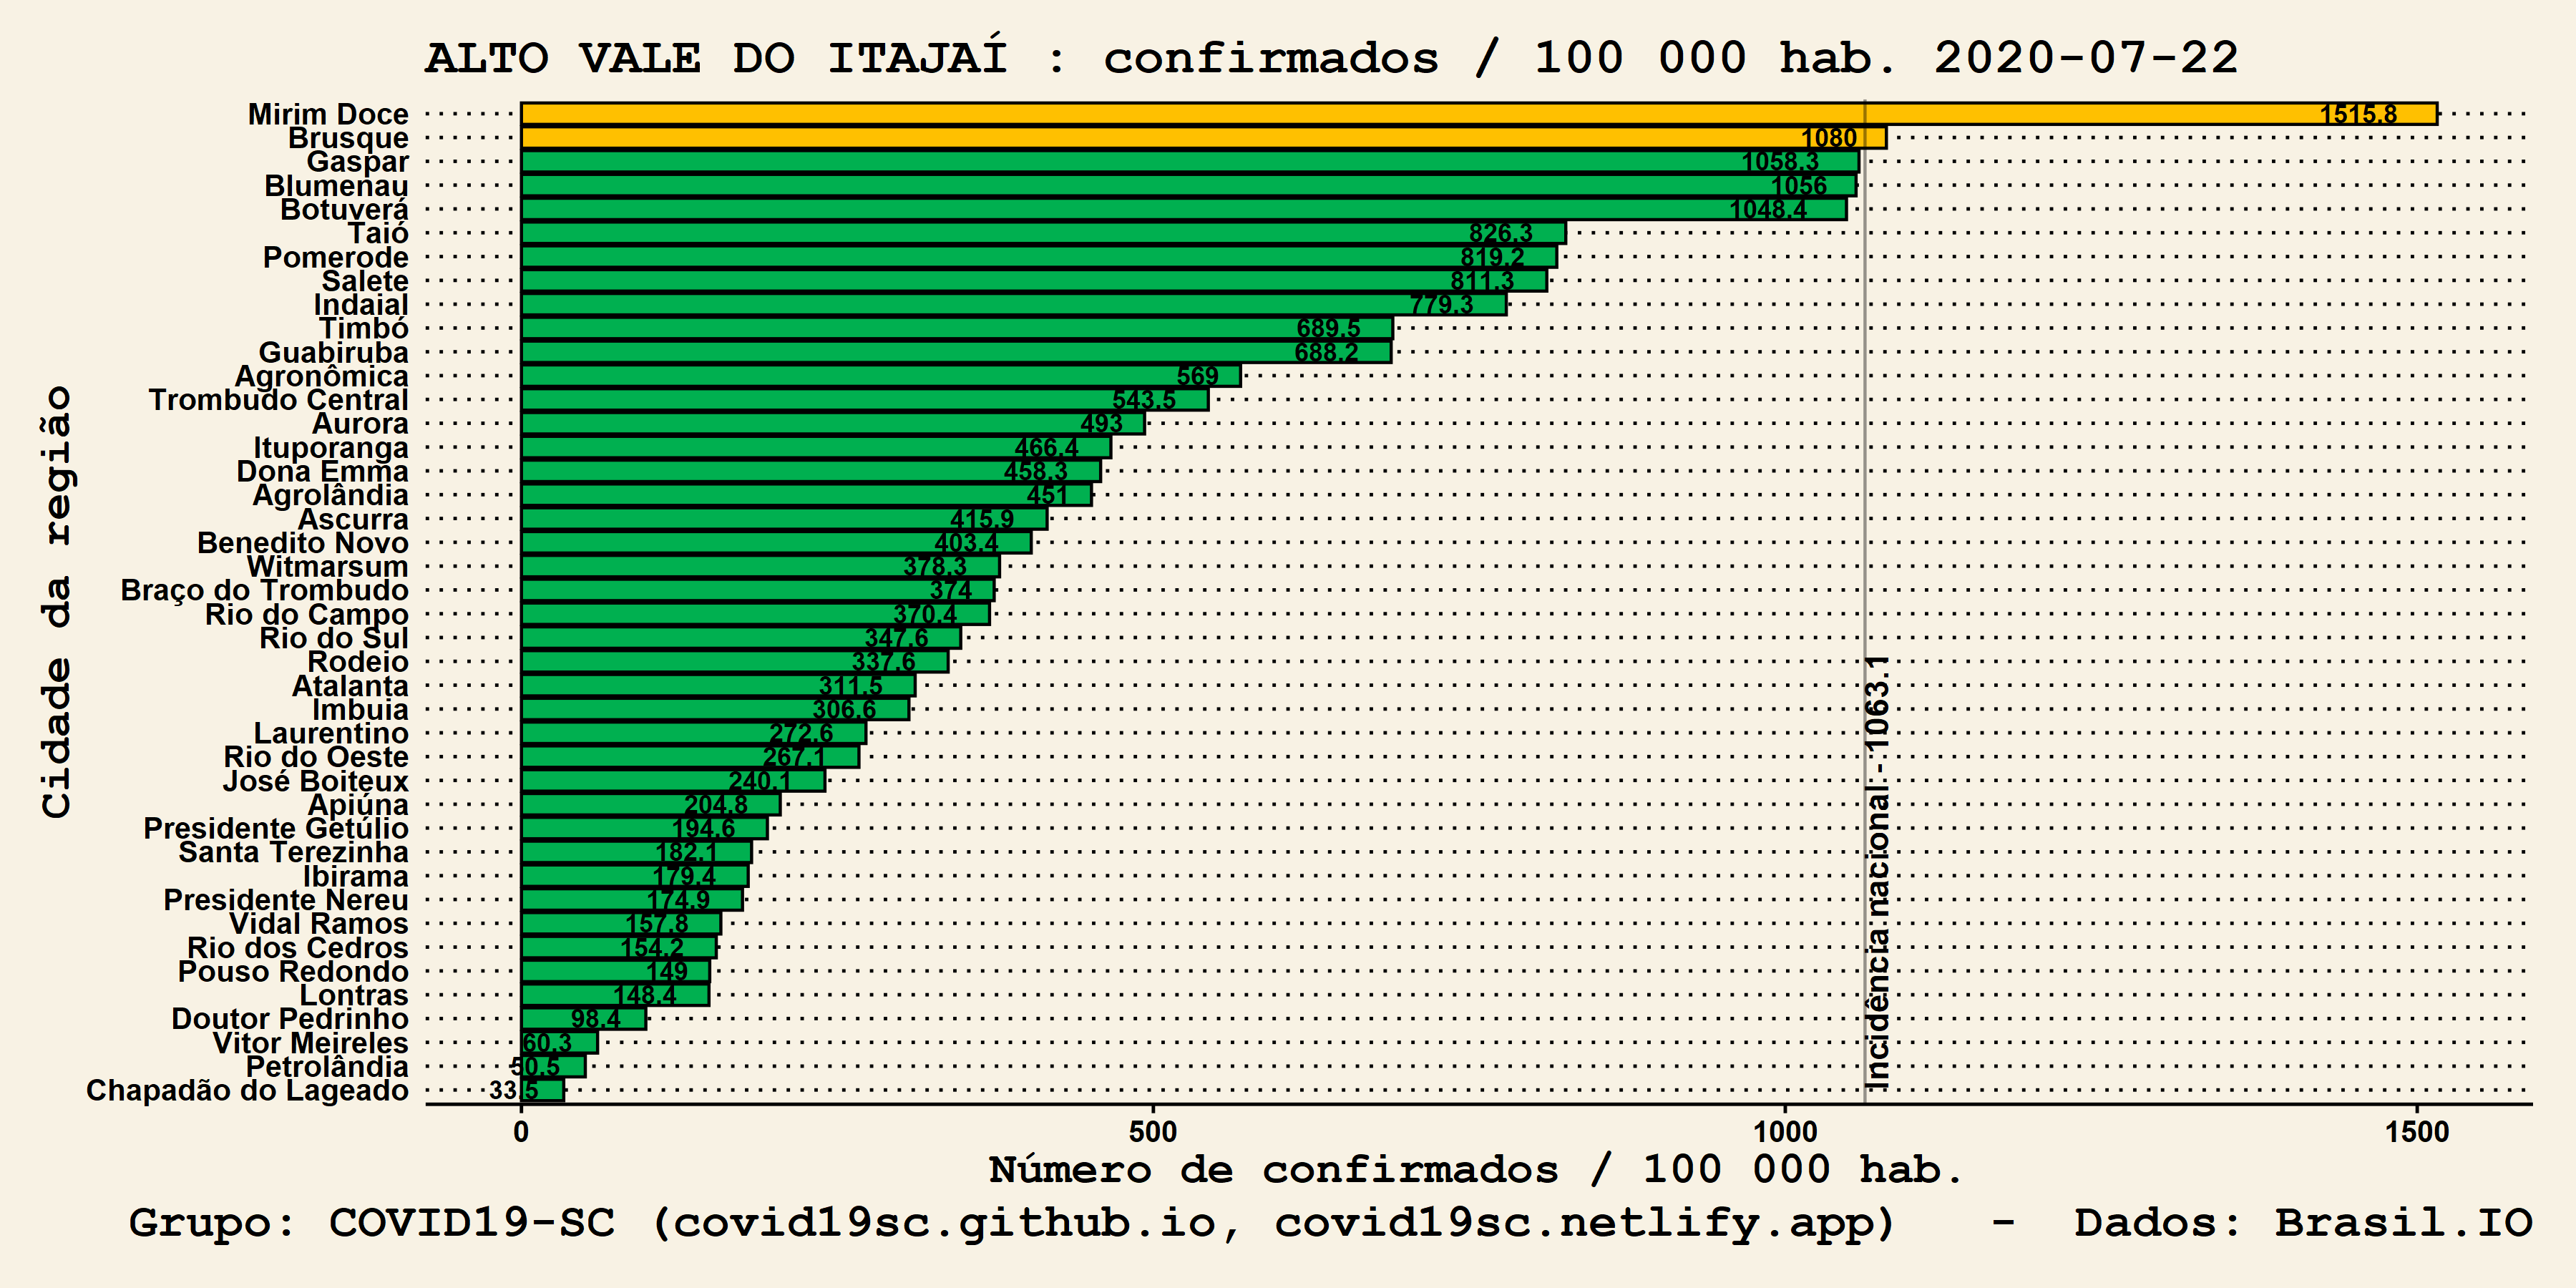 ALTO VALE DO ITAJAÍ : confirmados / 100 000 hab. 2020-07-22
Cidade da região
Mirim Doce 1515.8
Brusque 1080
Gaspar 1058.3
Blumenau 1056
Botuverá 1048.4
Taió 826.3
Pomerode 819.2
Salete 811.3
Indaial 779.3
Timbó 689.5
Guabiruba 688.2
Agronômica 569
Trombudo Central 543.5
Aurora 493
Ituporanga 466.4
Dona Emma 458.3
Agrolândia 451
Ascurra 415.9
Benedito Novo 403.4
Witmarsum 378.3
Braço do Trombudo 374
Rio do Campo 370.4
Rio do Sul 347.6
Rodeio 337.6
Atalanta 311.5
Imbuia 306.6
Laurentino 272.6
Rio do Oeste 267.1
José Boiteux 240.1
Apiúna 204.8
Presidente Getúlio 194.6
Santa Terezinha 182.1
Ibirama 179.4
Presidente Nereu 174.9
Vidal Ramos 157.8
Rio dos Cedros 154.2
Pouso Redondo 149
Lontras 148.4
Doutor Pedrinho 98.4
Vitor Meireles 60.3
Petrolândia 50.5
Chapadão do Lageado 33.5
Incidência nacional - 1063.1
0 500 1000 1500
Número de confirmados / 100 000 hab.
Grupo: COVID19-SC (covid19sc.github.io, covid19sc.netlify.app) - Dados: Brasil.IO